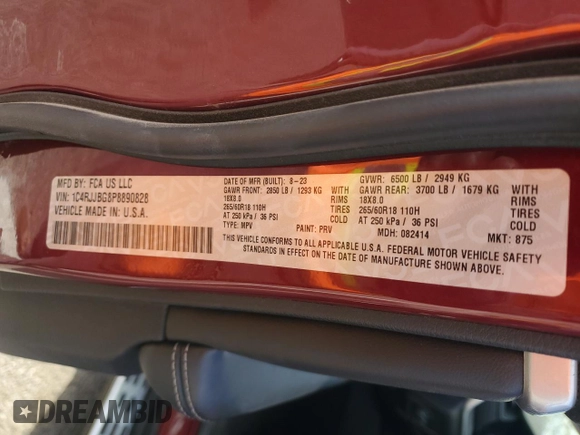 MFD BY: FCA US LLC
DATE OF MFR (BUILT): 8-23
GVWR: 6500 LB / 2949 KG
VIN: 1C4RJJBG8P8890828
GAWR FRONT: 2850 LB / 1293 KG WITH
GAWR REAR: 3700 LB / 1679 KG WITH
VEHICLE MADE IN: U.S.A.
18X8.0 RIMS
18X8.0 RIMS
265/60R18 110H TIRES
265/60R18 110H TIRES
AT 250 kPa / 36 PSI COLD
AT 250 kPa / 36 PSI COLD
TYPE: MPV
PAINT: PRV
MDH: 082414
MKT: 875
THIS VEHICLE CONFORMS TO ALL APPLICABLE U.S.A. FEDERAL MOTOR VEHICLE SAFETY
STANDARDS IN EFFECT ON THE DATE OF MANUFACTURE SHOWN ABOVE.
DREAMBID